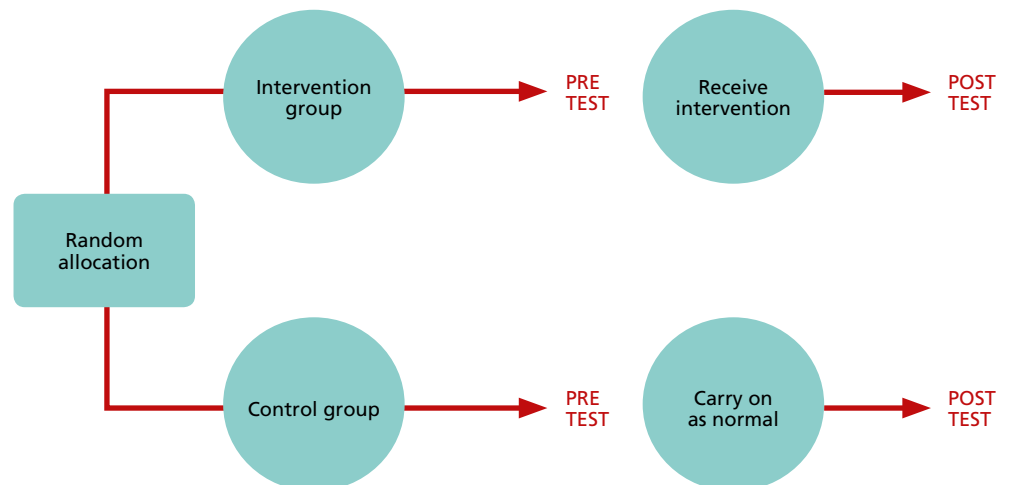 Intervention
group
PRE
TEST
Receive
intervention
POST
TEST
Random
allocation
Control group
PRE
TEST
Carry on
as normal
POST
TEST